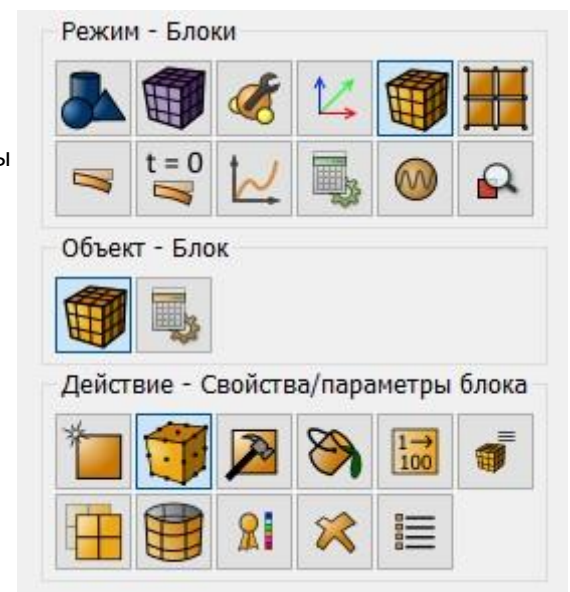 Режим - Блоки
ы
t = 0
Объект - Блок
Действие - Свойства/параметры блока
1→
100